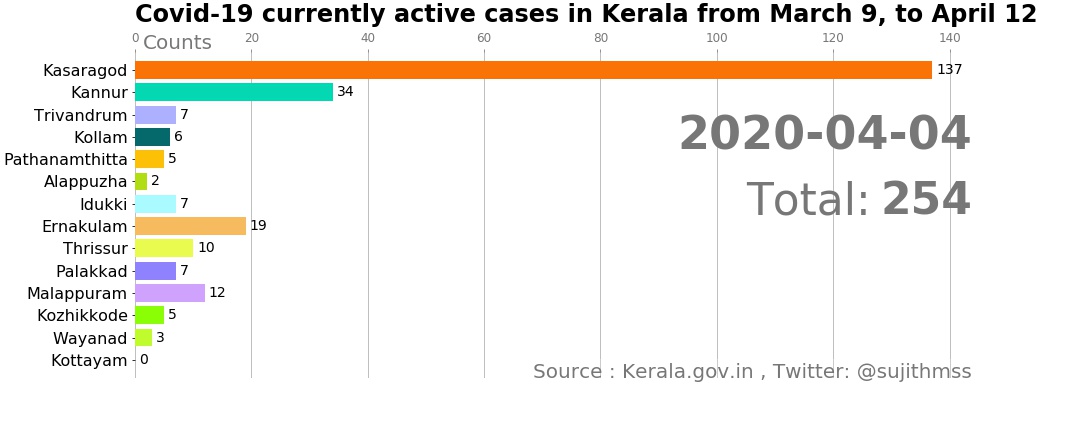 Covid-19 currently active cases in Kerala from March 9, to April 12
0 20 40 60 80 100 120 140
Counts
Kasaragod 137
Kannur 34
Trivandrum 7
Kollam 6
Pathanamthitta 5
Alappuzha 2
Idukki 7
Ernakulam 19
Thrissur 10
Palakkad 7
Malappuram 12
Kozhikkode 5
Wayanad 3
Kottayam 0
2020-04-04
Total: 254
Source : Kerala.gov.in , Twitter: @sujithmss